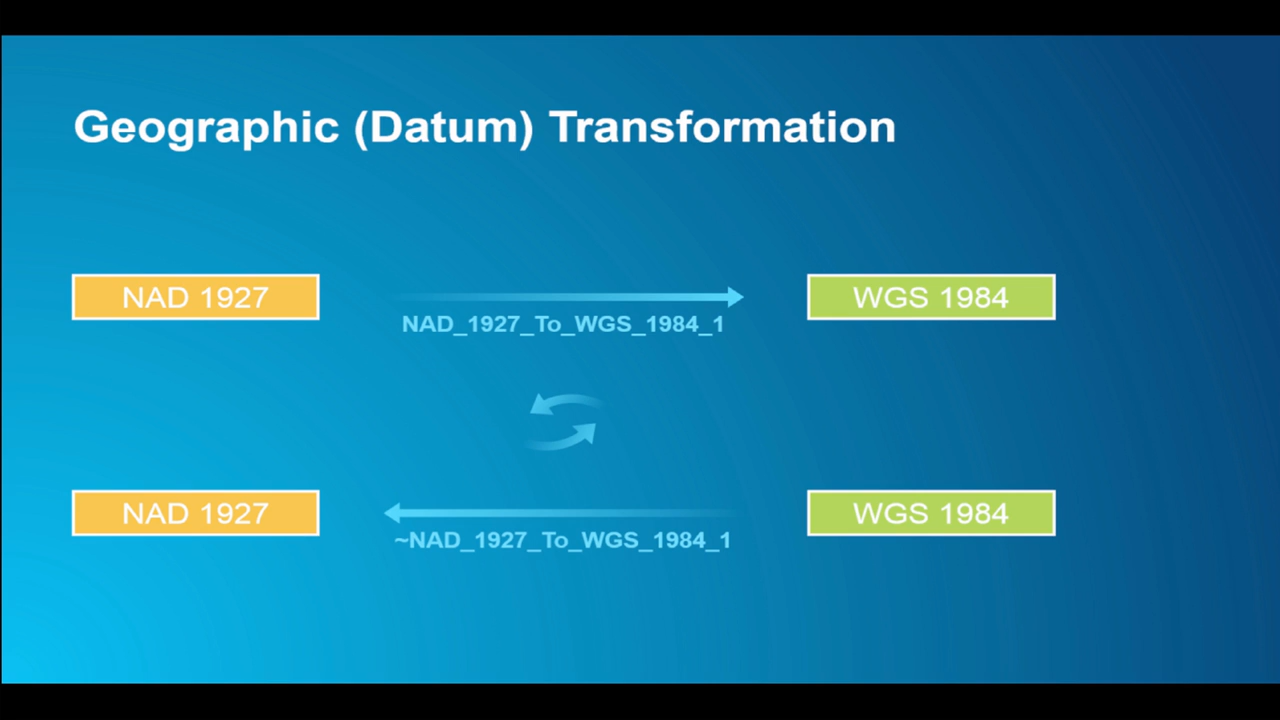 Geographic (Datum) Transformation
NAD 1927
NAD_1927_To_WGS_1984_1
WGS 1984
NAD 1927
~NAD_1927_To_WGS_1984_1
WGS 1984